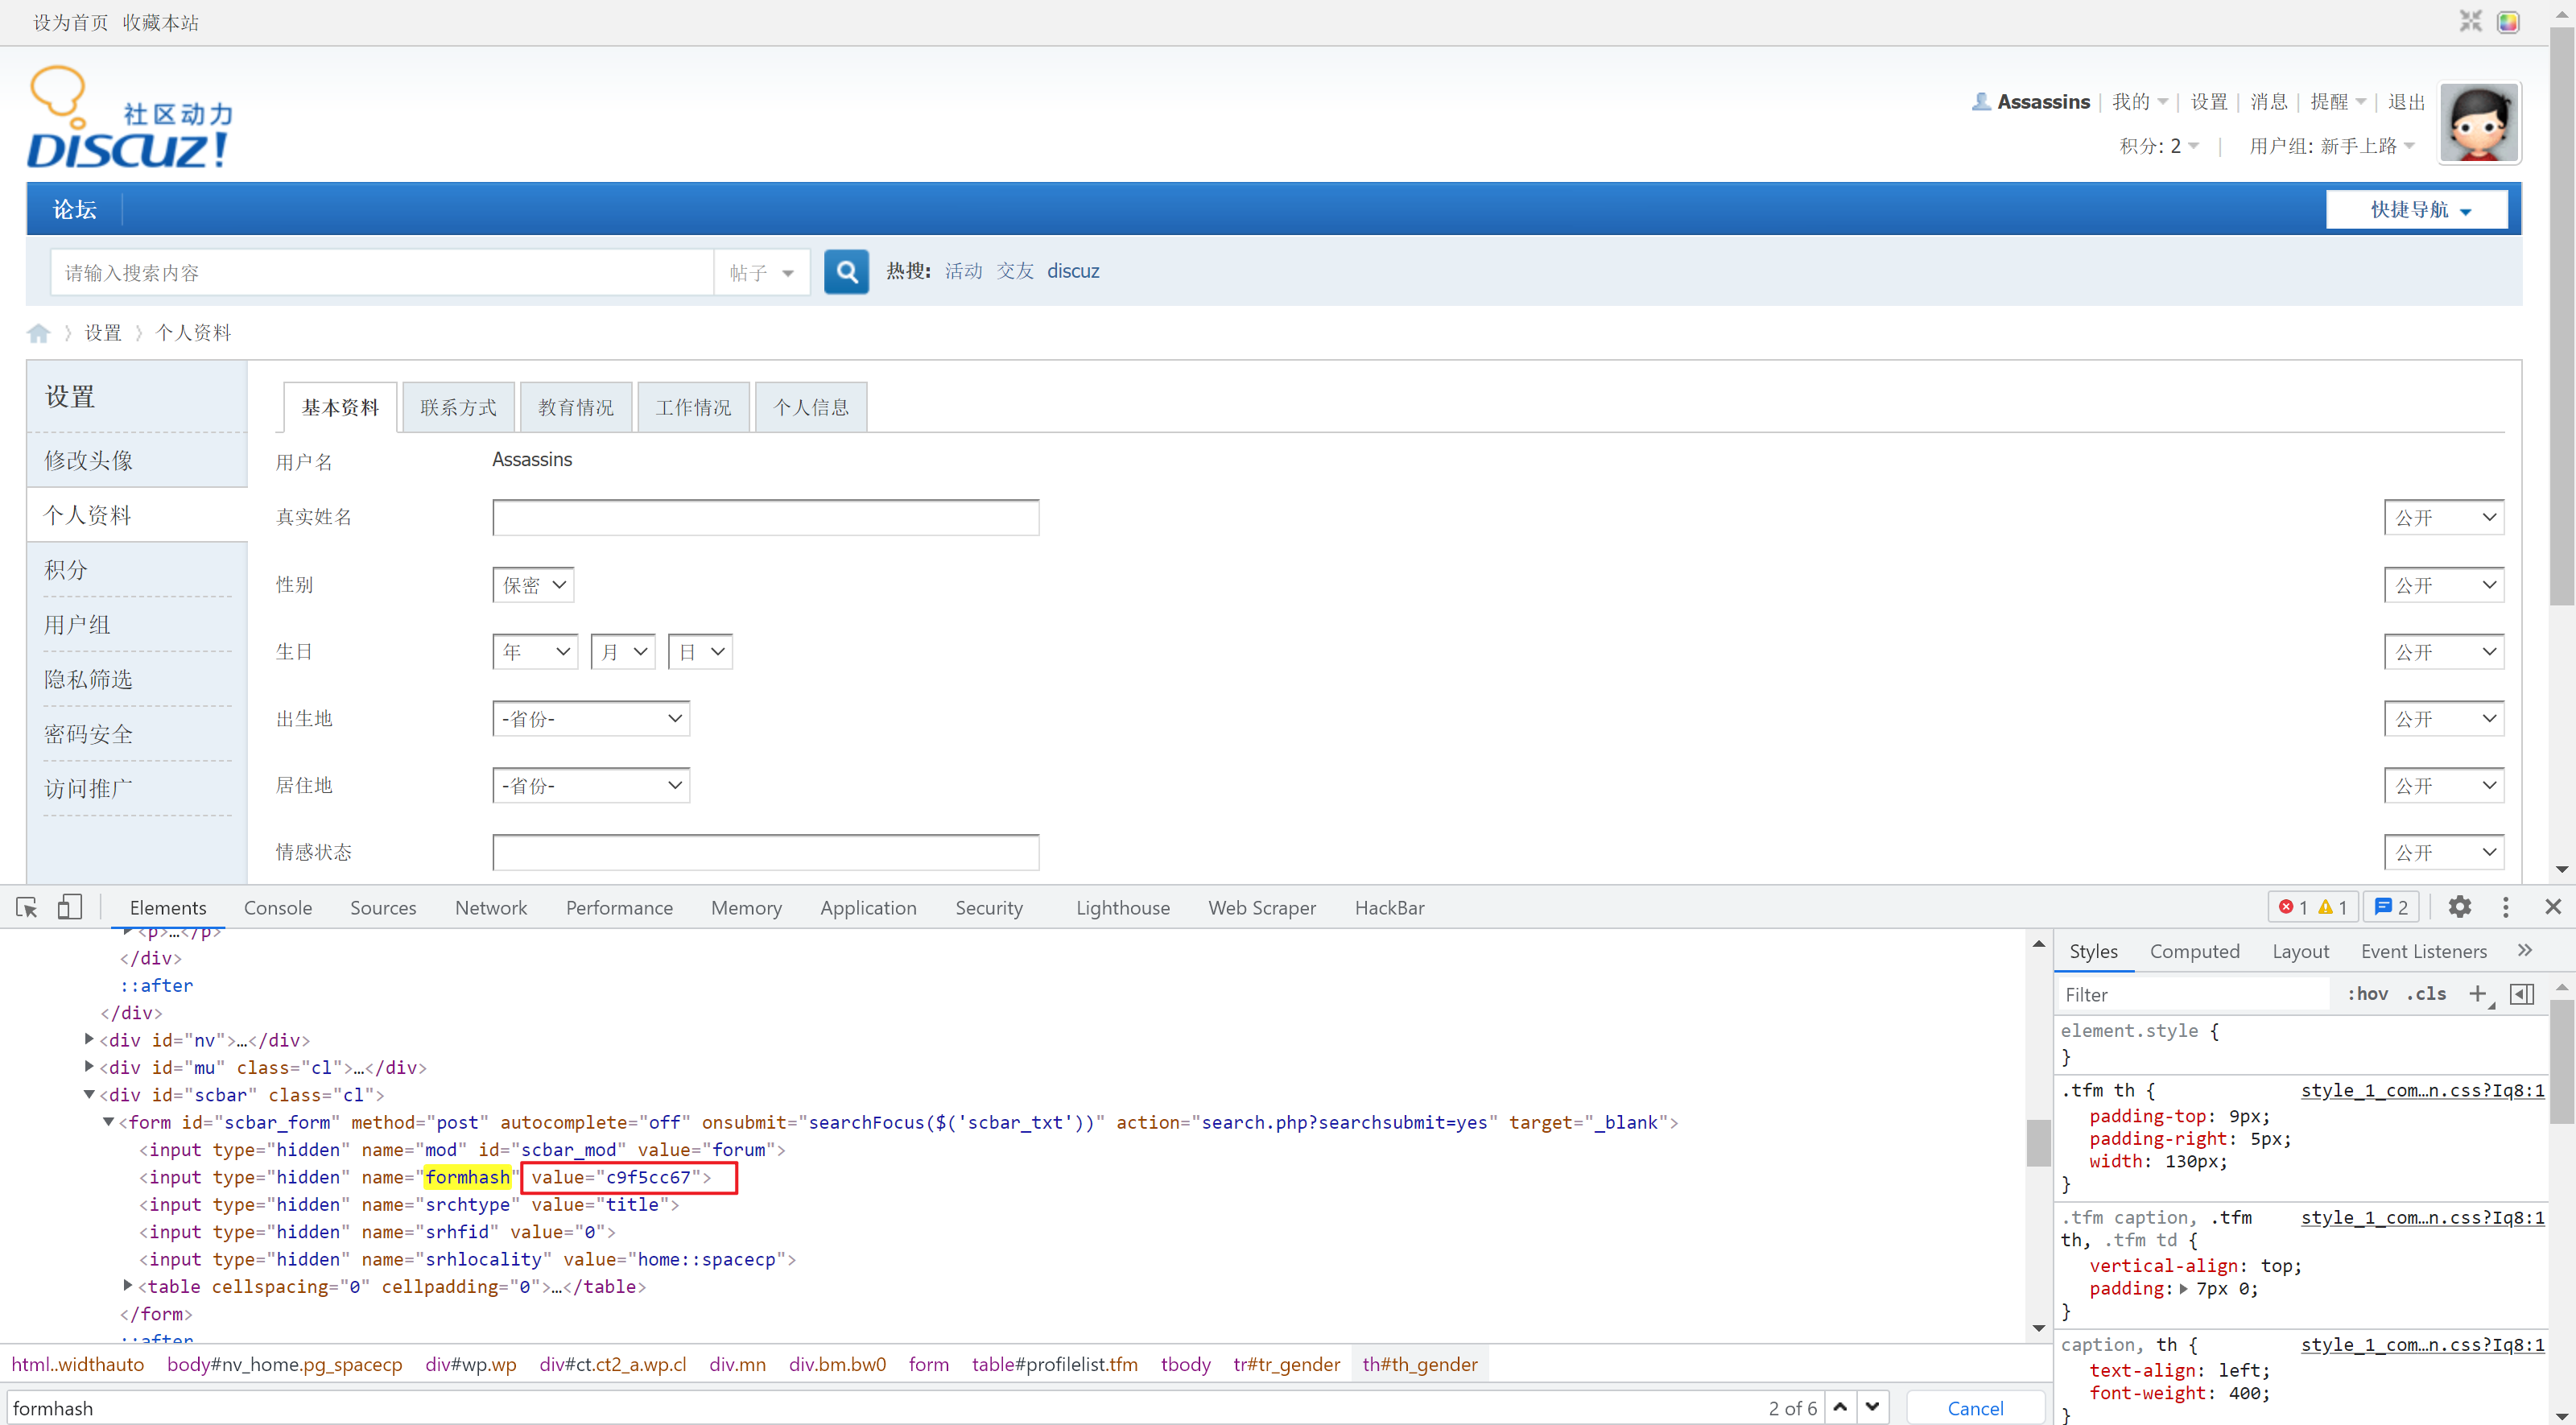 设为首页 收藏本站
社区动力
DISCUZ!
Assassins | 我的 | 设置 | 消息 | 提醒 | 退出
积分: 2 | 用户组: 新手上路
论坛
快捷导航
请输入搜索内容 帖子 热搜: 活动 交友 discuz
设置 个人资料
设置
修改头像
个人资料
积分
用户组
隐私筛选
密码安全
访问推广
基本资料 联系方式 教育情况 工作情况 个人信息
用户名 Assassins
真实姓名 公开
性别 保密 公开
生日 年 月 日 公开
出生地 -省份- 公开
居住地 -省份- 公开
情感状态 公开
Elements Console Sources Network Performance Memory Application Security Lighthouse Web Scraper HackBar 1 1 2
<p>…</p>
</div>
::after
</div>
<div id="nv">…</div>
<div id="mu" class="cl">…</div>
<div id="scbar" class="cl">
<form id="scbar_form" method="post" autocomplete="off" onsubmit="searchFocus($('scbar_txt'))" action="search.php?searchsubmit=yes" target="_blank">
<input type="hidden" name="mod" id="scbar_mod" value="forum">
<input type="hidden" name="formhash" value="c9f5cc67">
<input type="hidden" name="srchtype" value="title">
<input type="hidden" name="srhfid" value="0">
<input type="hidden" name="srhlocality" value="home::spacecp">
<table cellspacing="0" cellpadding="0">…</table>
</form>
::after
html..widthauto body#nv_home.pg_spacecp div#wp.wp div#ct.ct2_a.wp.cl div.mn div.bm.bw0 form table#profilelist.tfm tbody tr#tr_gender th#th_gender
formhash 2 of 6 Cancel
Styles Computed Layout Event Listeners »
Filter :hov .cls +
element.style {
}
.tfm th { style_1_com…n.css?Iq8:1
padding-top: 9px;
padding-right: 5px;
width: 130px;
}
.tfm caption, .tfm style_1_com…n.css?Iq8:1
th, .tfm td {
vertical-align: top;
padding: 7px 0;
}
caption, th { style_1_com…n.css?Iq8:1
text-align: left;
font-weight: 400;
}